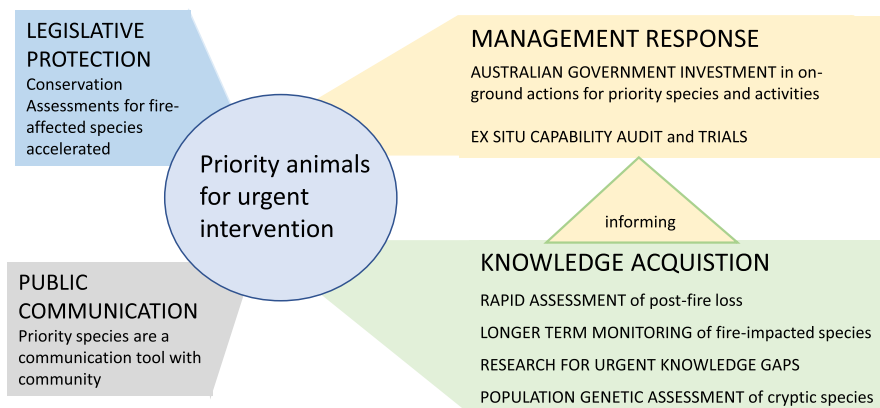 LEGISLATIVE
PROTECTION
Conservation
Assessments for fire-
affected species
accelerated
MANAGEMENT RESPONSE
AUSTRALIAN GOVERNMENT INVESTMENT in on-
ground actions for priority species and activities
EX SITU CAPABILITY AUDIT and TRIALS
Priority animals
for urgent
intervention
informing
PUBLIC
COMMUNICATION
Priority species are a
communication tool with
community
KNOWLEDGE ACQUISTION
RAPID ASSESSMENT of post-fire loss
LONGER TERM MONITORING of fire-impacted species
RESEARCH FOR URGENT KNOWLEDGE GAPS
POPULATION GENETIC ASSESSMENT of cryptic species